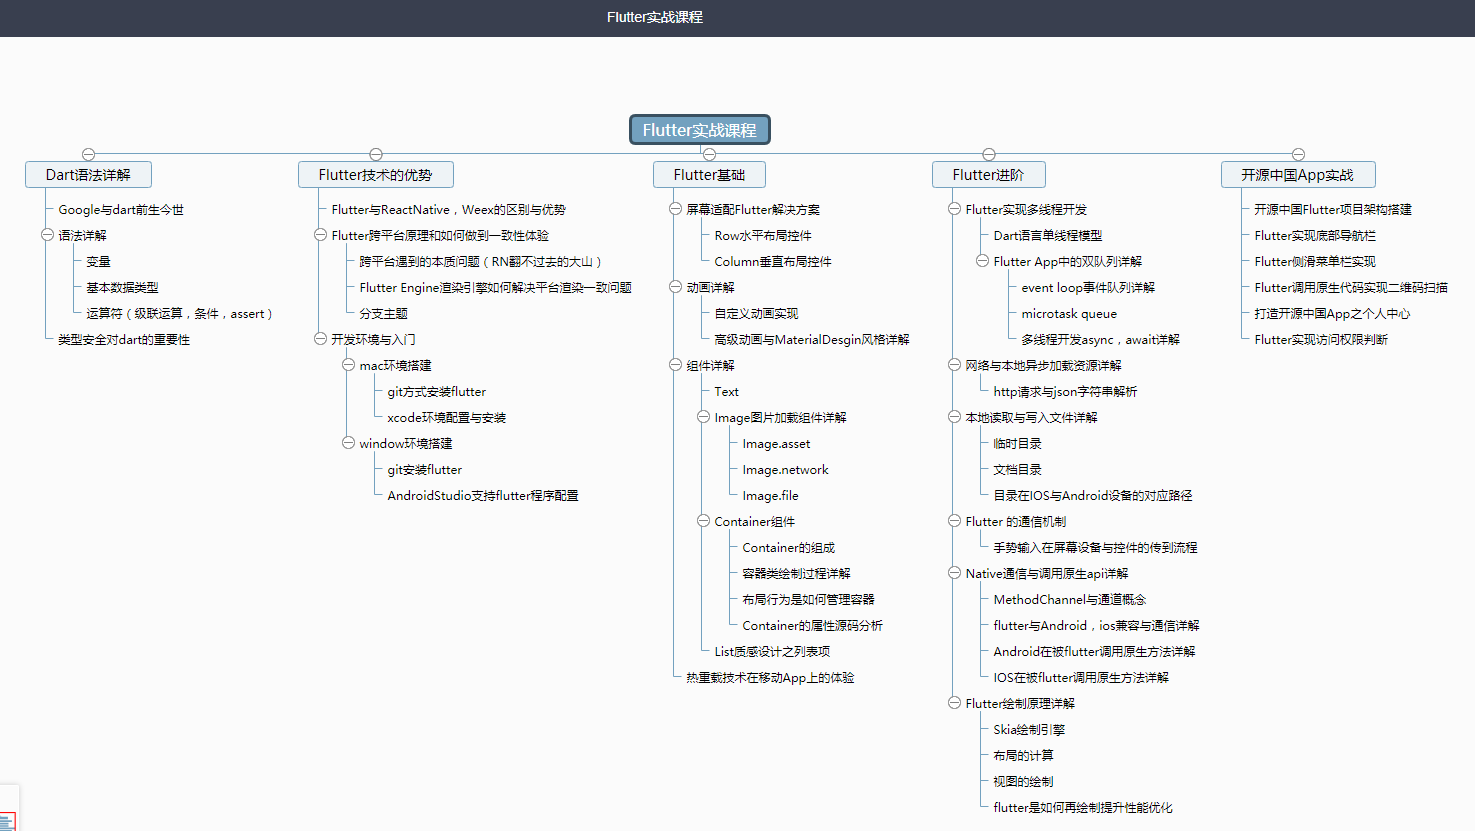 Flutter实战课程
Flutter实战课程
Dart语法详解
Google与dart前生今世
语法详解
变量
基本数据类型
运算符（级联运算，条件，assert）
类型安全对dart的重要性
Flutter技术的优势
Flutter与ReactNative，Weex的区别与优势
Flutter跨平台原理和如何做到一致性体验
跨平台遇到的本质问题（RN翻不过去的大山）
Flutter Engine渲染引擎如何解决平台渲染一致问题
分支主题
开发环境与入门
mac环境搭建
git方式安装flutter
xcode环境配置与安装
window环境搭建
git安装flutter
AndroidStudio支持flutter程序配置
Flutter基础
屏幕适配Flutter解决方案
Row水平布局控件
Column垂直布局控件
动画详解
自定义动画实现
高级动画与MaterialDesgin风格详解
组件详解
Text
Image图片加载组件详解
Image.asset
Image.network
Image.file
Container组件
Container的组成
容器类绘制过程详解
布局行为是如何管理容器
Container的属性源码分析
List质感设计之列表项
热重载技术在移动App上的体验
Flutter进阶
Flutter实现多线程开发
Dart语言单线程模型
Flutter App中的双队列详解
event loop事件队列详解
microtask queue
多线程开发async，await详解
网络与本地异步加载资源详解
http请求与json字符串解析
本地读取与写入文件详解
临时目录
文档目录
目录在IOS与Android设备的对应路径
Flutter 的通信机制
手势输入在屏幕设备与控件的传到流程
Native通信与调用原生api详解
MethodChannel与通道概念
flutter与Android，ios兼容与通信详解
Android在被flutter调用原生方法详解
IOS在被flutter调用原生方法详解
Flutter绘制原理详解
Skia绘制引擎
布局的计算
视图的绘制
flutter是如何再绘制提升性能优化
开源中国App实战
开源中国Flutter项目架构搭建
Flutter实现底部导航栏
Flutter侧滑菜单栏实现
Flutter调用原生代码实现二维码扫描
打造开源中国App之个人中心
Flutter实现访问权限判断